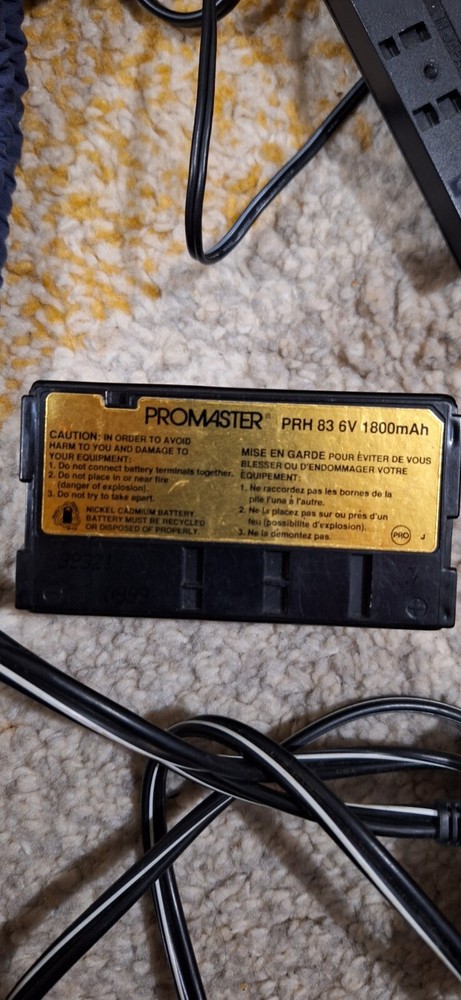 PROMASTER® PRH 83 6V 1800mAh
CAUTION: IN ORDER TO AVOID
HARM TO YOU AND DAMAGE TO
YOUR EQUIPMENT:
1. Do not connect battery terminals together.
2. Do not place in or near fire
(danger of explosion).
3. Do not try to take apart.
NICKEL CADMIUM BATTERY.
BATTERY MUST BE RECYCLED
OR DISPOSED OF PROPERLY.
MISE EN GARDE POUR ÉVITER DE VOUS
BLESSER OU D'ENDOMMAGER VOTRE
ÉQUIPEMENT:
1. Ne raccordez pas les bornes de la
pile l'una à l'autre.
2. Ne la placez pas sur ou prés d'un
feu (possibilite d'explosion).
3. Ne la démontez pas.
PRO J